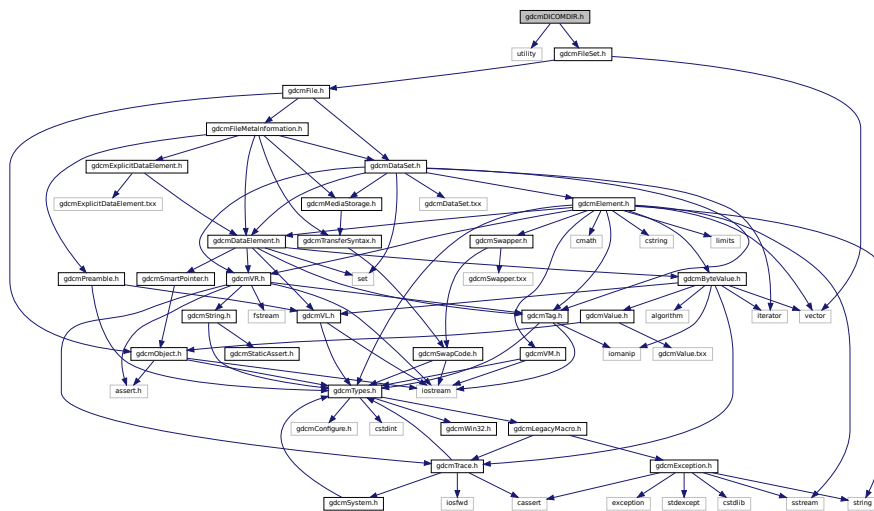 gdcmDICOMDIR.h
utility
gdcmFileSet.h
gdcmFile.h
gdcmFileMetaInformation.h
gdcmExplicitDataElement.h
gdcmDataSet.h
gdcmExplicitDataElement.txx
gdcmMediaStorage.h
gdcmDataSet.txx
gdcmElement.h
gdcmDataElement.h
gdcmTransferSyntax.h
gdcmSwapper.h
cmath
cstring
limits
gdcmPreamble.h
gdcmSmartPointer.h
gdcmVR.h
set
gdcmSwapper.txx
gdcmByteValue.h
gdcmString.h
fstream
gdcmVL.h
gdcmTag.h
gdcmValue.h
algorithm
iterator
vector
gdcmObject.h
gdcmStaticAssert.h
gdcmSwapCode.h
gdcmVM.h
iomanip
gdcmValue.txx
assert.h
gdcmTypes.h
iostream
gdcmConfigure.h
cstdint
gdcmWin32.h
gdcmLegacyMacro.h
gdcmTrace.h
gdcmException.h
gdcmSystem.h
iosfwd
cassert
exception
stdexcept
cstdlib
sstream
string